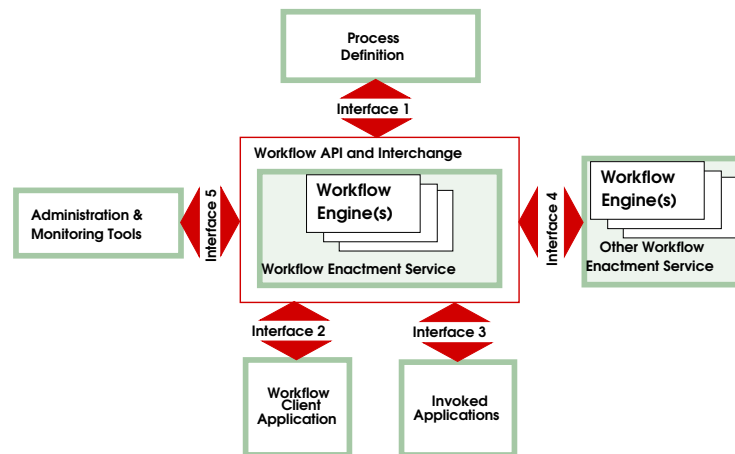 Process
Definition
Interface 1
Workflow API and Interchange
Workflow
Engine(s)
Workflow Enactment Service
Interface 5
Administration &
Monitoring Tools
Interface 4
Workflow
Engine(s)
Other Workflow
Enactment Service
Interface 2
Interface 3
Workflow
Client
Application
Invoked
Applications